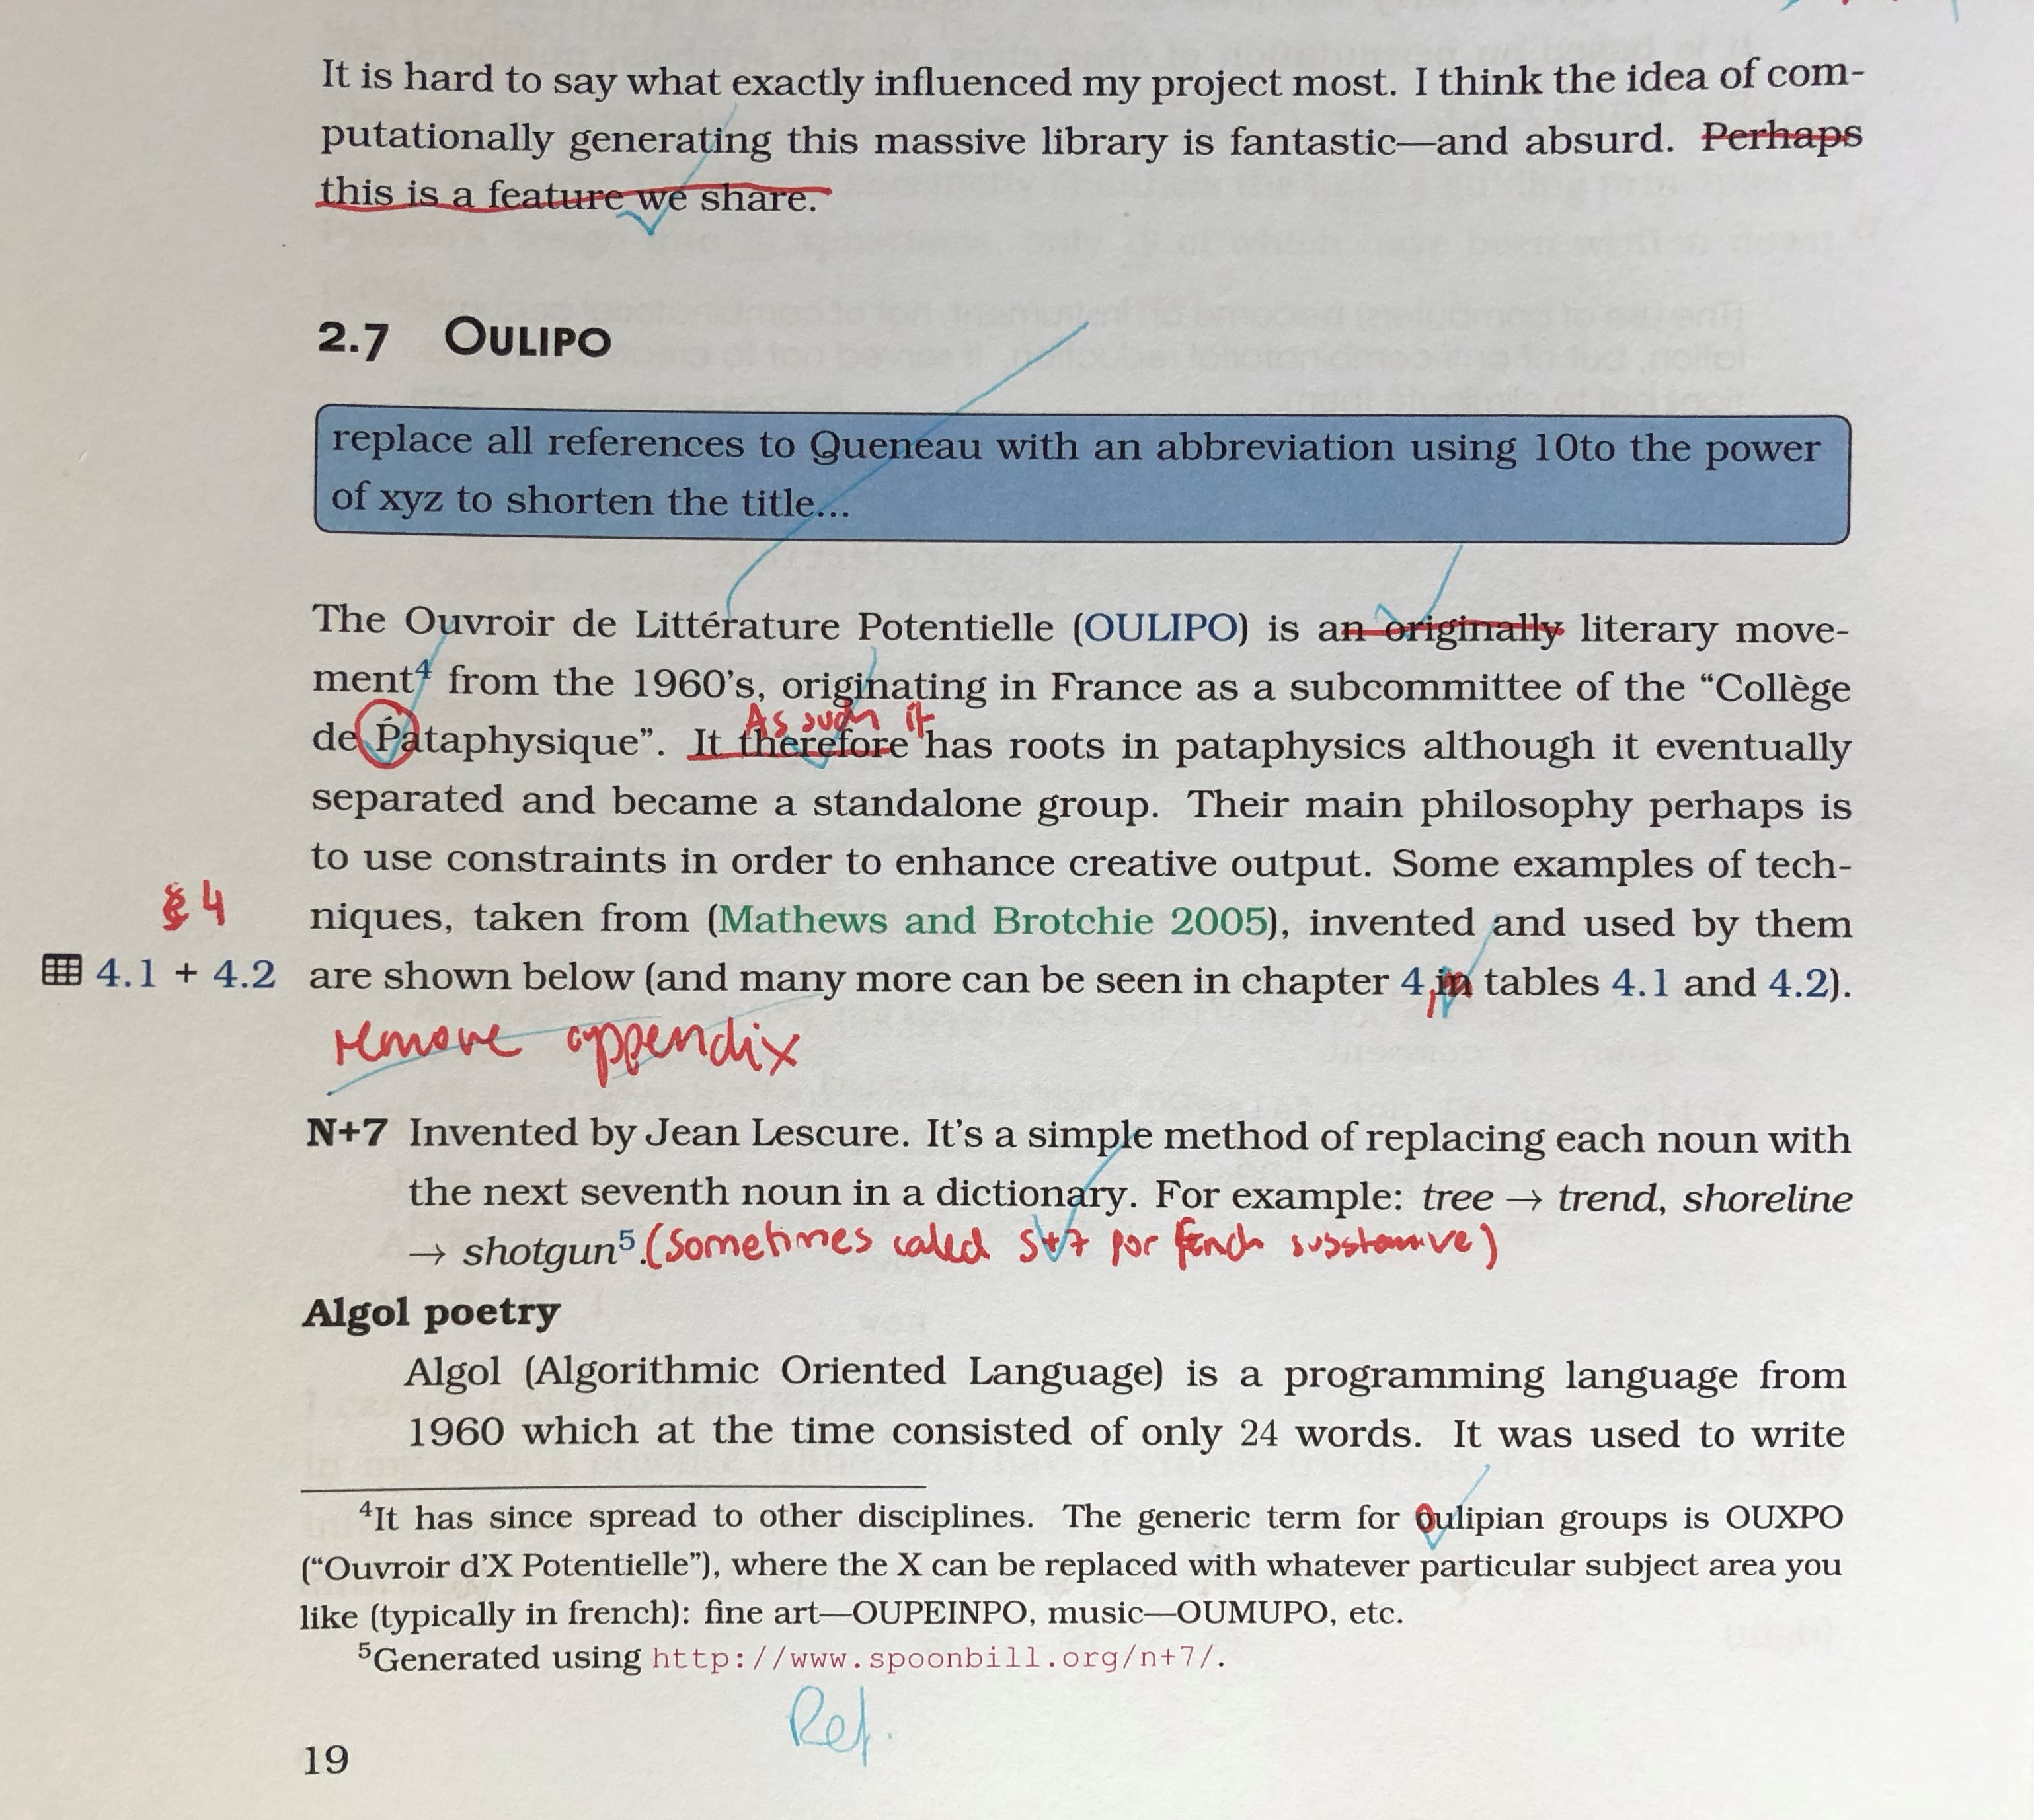 It is hard to say what exactly influenced my project most. I think the idea of com-
putationally generating this massive library is fantastic—and absurd. Perhaps
this is a feature we share.
2.7 OULIPO
replace all references to Queneau with an abbreviation using 10to the power
of xyz to shorten the title...
The Ouvroir de Littérature Potentielle (OULIPO) is an originally literary move-
ment4 from the 1960's, originating in France as a subcommittee of the “Collège
As such it
de Pataphysique”. It therefore has roots in pataphysics although it eventually
separated and became a standalone group. Their main philosophy perhaps is
to use constraints in order to enhance creative output. Some examples of tech-
§ 4
niques, taken from (Mathews and Brotchie 2005), invented and used by them
4.1 + 4.2
are shown below (and many more can be seen in chapter 4, in tables 4.1 and 4.2).
remove appendix
N+7 Invented by Jean Lescure. It's a simple method of replacing each noun with
the next seventh noun in a dictionary. For example: tree → trend, shoreline
→ shotgun5. (Sometimes called S+7 for substantive)
Algol poetry
Algol (Algorithmic Oriented Language) is a programming language from
1960 which at the time consisted of only 24 words. It was used to write
4It has since spread to other disciplines. The generic term for Oulipian groups is OUXPO
(“Ouvroir d'X Potentielle”), where the X can be replaced with whatever particular subject area you
like (typically in french): fine art—OUPEINPO, music—OUMUPO, etc.
5Generated using http://www.spoonbill.org/n+7/.
Ref.
19